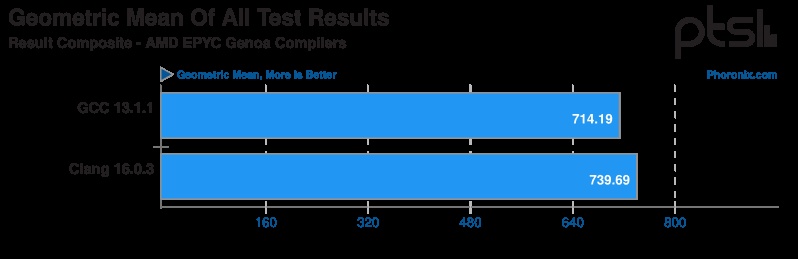 Geometric Mean Of All Test Results
Result Composite - AMD EPYC Genoa Compilers
ptsl
Geometric Mean, More Is Better
Phoronix.com
GCC 13.1.1
714.19
Clang 16.0.3
739.69
160
320
480
640
800